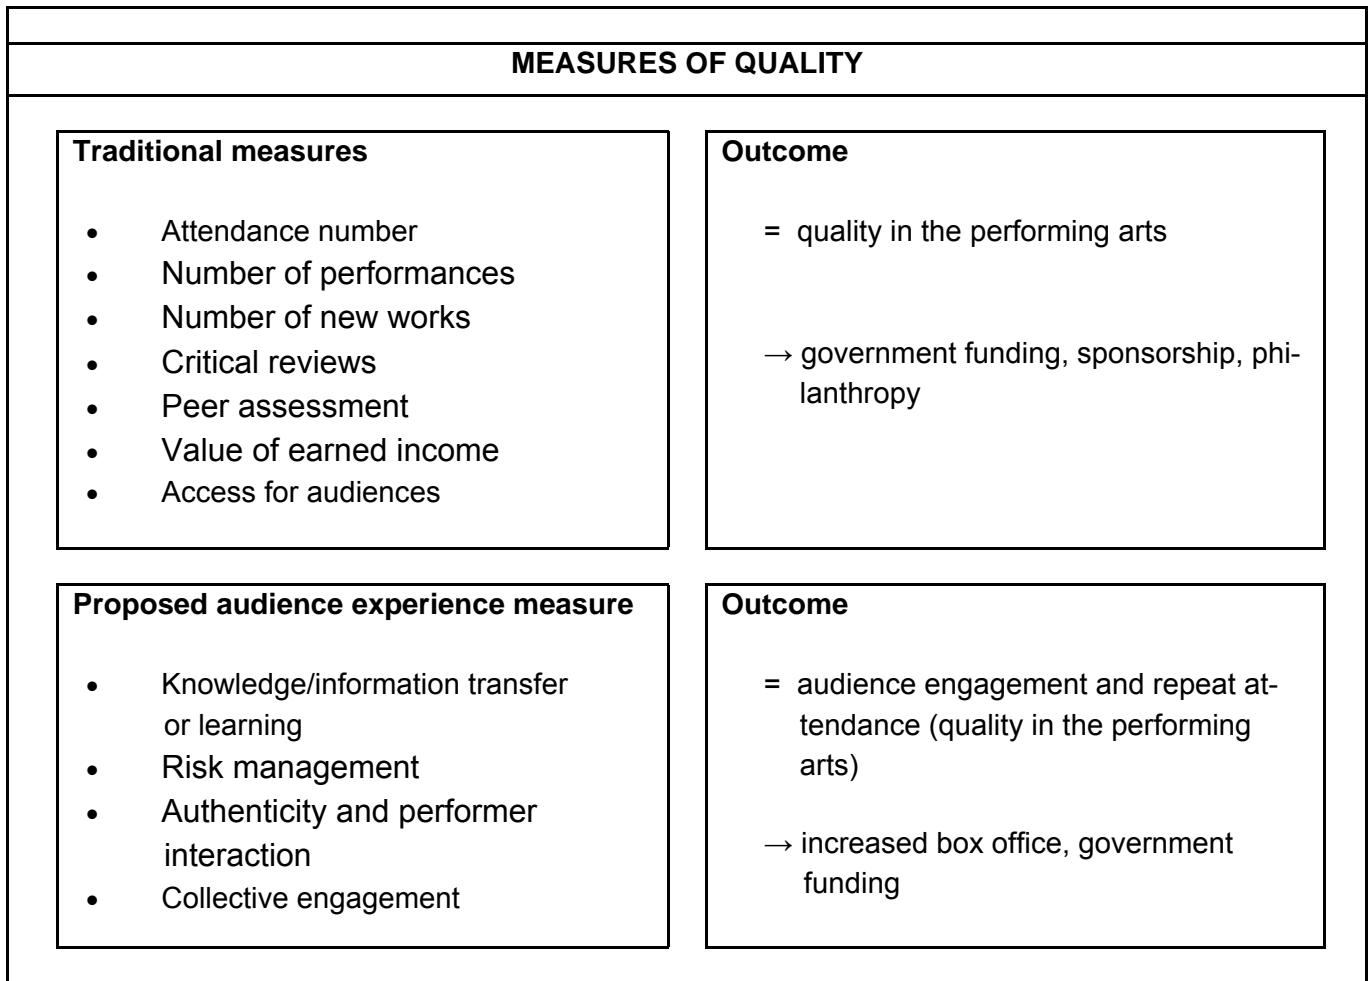 MEASURES OF QUALITY
Traditional measures
• Attendance number
• Number of performances
• Number of new works
• Critical reviews
• Peer assessment
• Value of earned income
• Access for audiences
Outcome
= quality in the performing arts
→ government funding, sponsorship, phi-
lanthropy
Proposed audience experience measure
• Knowledge/information transfer
or learning
• Risk management
• Authenticity and performer
interaction
• Collective engagement
Outcome
= audience engagement and repeat at-
tendance (quality in the performing
arts)
→ increased box office, government
funding